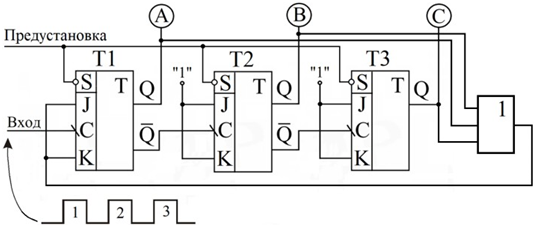 A B C
Предустановка
T1 T2 T3
"1" "1"
S T Q S T Q S T Q
J J J
Вход C Q̅ C Q̅ C
K K K
1
1 2 3